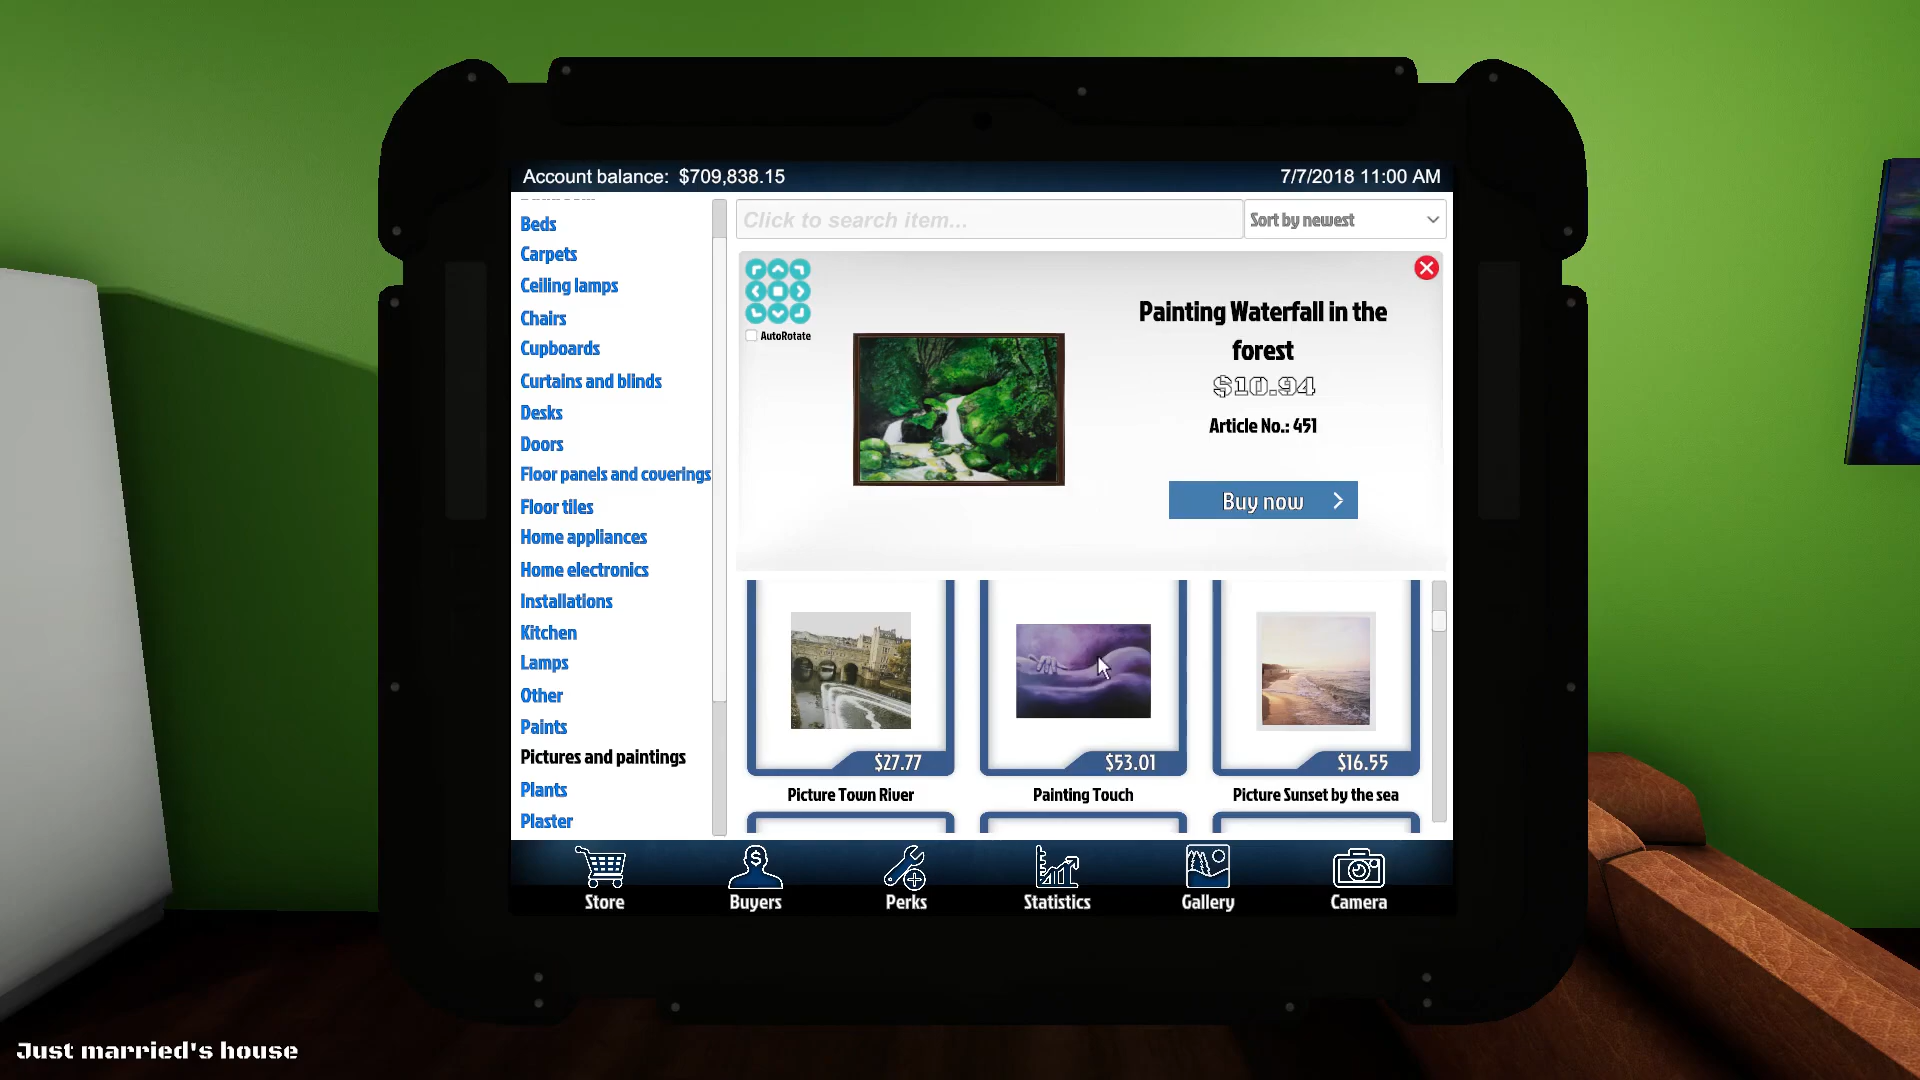 Account balance: $709,838.15
7/7/2018 11:00 AM
Beds
Carpets
Ceiling lamps
Chairs
Cupboards
Curtains and blinds
Desks
Doors
Floor panels and coverings
Floor tiles
Home appliances
Home electronics
Installations
Kitchen
Lamps
Other
Paints
Pictures and paintings
Plants
Plaster
Click to search item...
Sort by newest
AutoRotate
Painting Waterfall in the
forest
$10.94
Article No.: 451
Buy now
$27.77
$53.01
$16.55
Picture Town River
Painting Touch
Picture Sunset by the sea
Store
Buyers
Perks
Statistics
Gallery
Camera
Just married's house